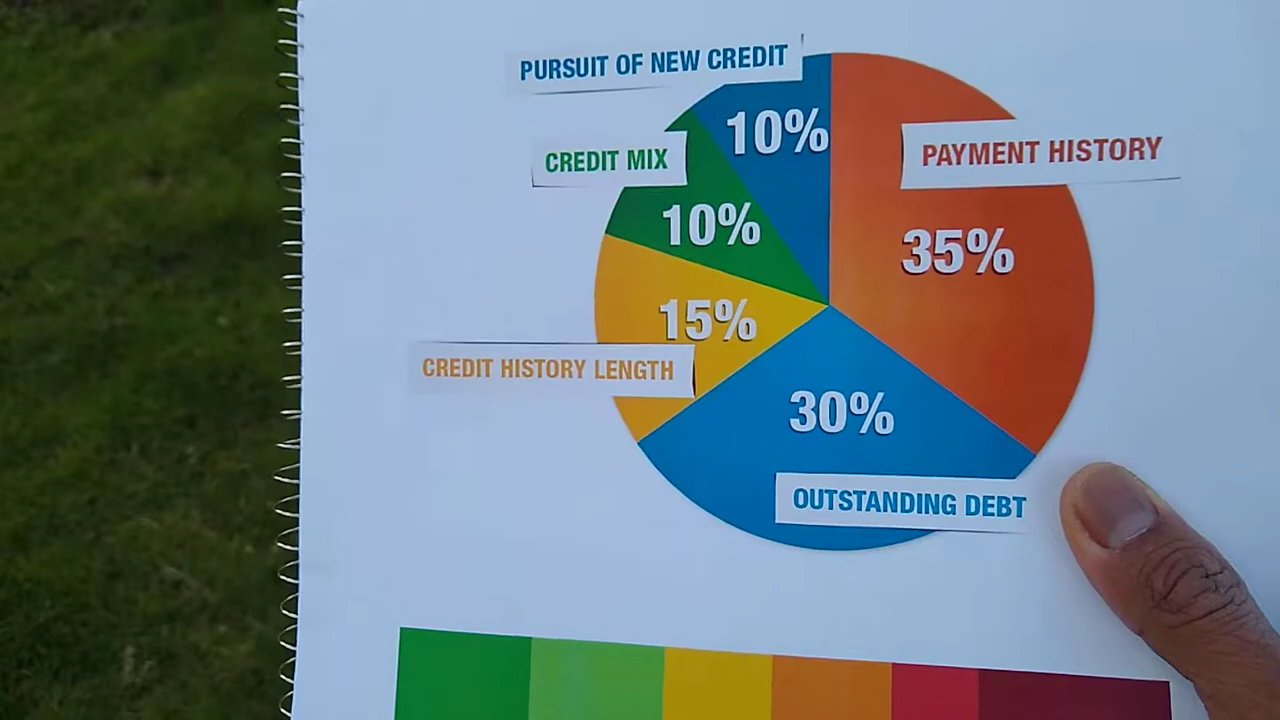 PURSUIT OF NEW CREDIT
10%
CREDIT MIX
10%
PAYMENT HISTORY
35%
15%
CREDIT HISTORY LENGTH
30%
OUTSTANDING DEBT